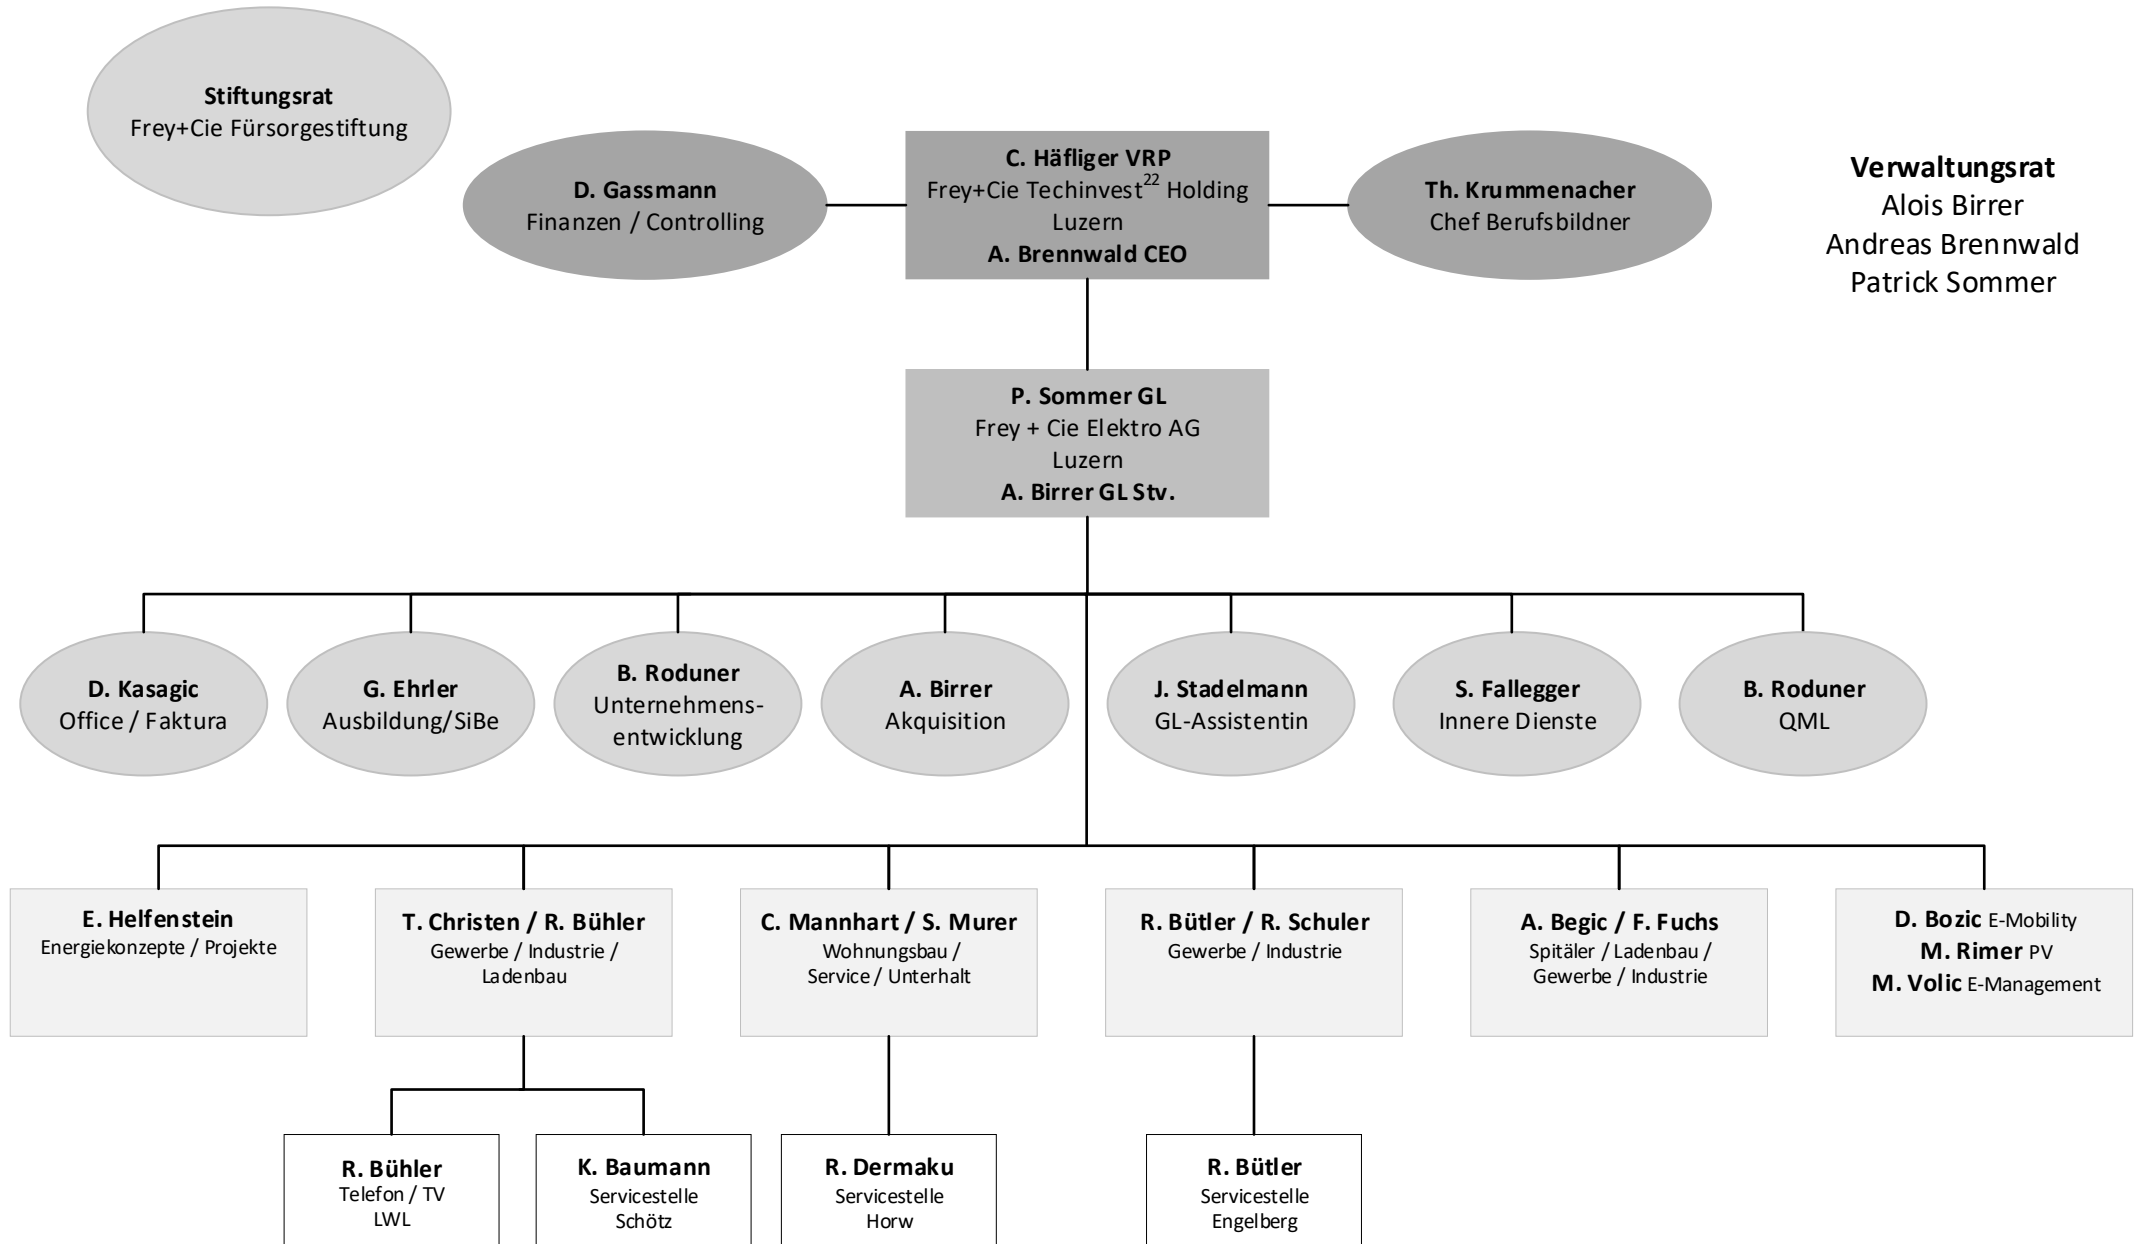 Stiftungsrat
Frey+Cie Fürsorgestiftung
D. Gassmann
Finanzen / Controlling
C. Häfliger VRP
Frey+Cie Techinvest²² Holding
Luzern
A. Brennwald CEO
Th. Krummenacher
Chef Berufsbildner
Verwaltungsrat
Alois Birrer
Andreas Brennwald
Patrick Sommer
P. Sommer GL
Frey + Cie Elektro AG
Luzern
A. Birrer GL Stv.
D. Kasagic
Office / Faktura
G. Ehrler
Ausbildung/SiBe
B. Roduner
Unternehmens-
entwicklung
A. Birrer
Akquisition
J. Stadelmann
GL-Assistentin
S. Fallegger
Innere Dienste
B. Roduner
QML
E. Helfenstein
Energiekonzepte / Projekte
T. Christen / R. Bühler
Gewerbe / Industrie /
Ladenbau
C. Mannhart / S. Murer
Wohnungsbau /
Service / Unterhalt
R. Bütler / R. Schuler
Gewerbe / Industrie
A. Begic / F. Fuchs
Spitäler / Ladenbau /
Gewerbe / Industrie
D. Bozic E-Mobility
M. Rimer PV
M. Volic E-Management
R. Bühler
Telefon / TV
LWL
K. Baumann
Servicestelle
Schötz
R. Dermaku
Servicestelle
Horw
R. Bütler
Servicestelle
Engelberg